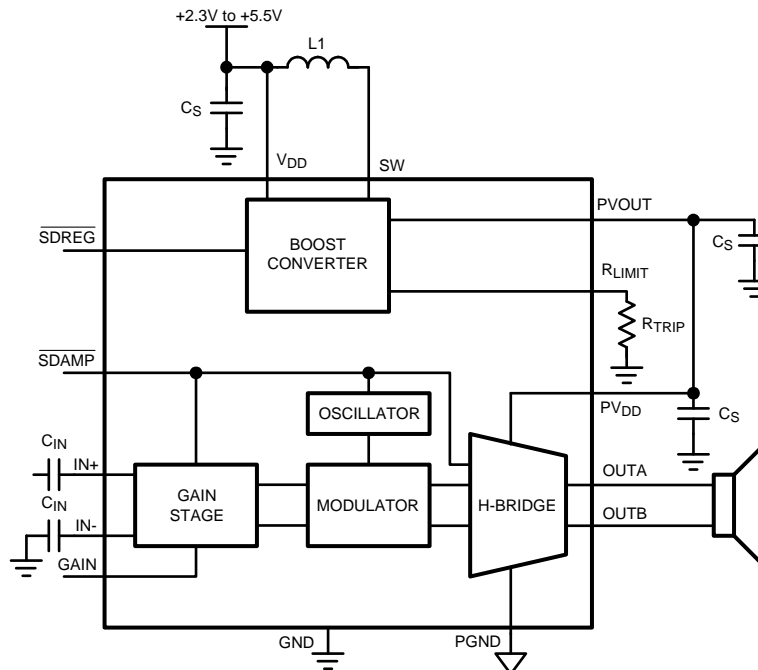 +2.3V to +5.5V
L1
CS
VDD
SW
PVOUT
SDREG
BOOST
CONVERTER
CS
RLIMIT
RTRIP
SDAMP
OSCILLATOR
PVDD
CS
CIN
IN+
GAIN
STAGE
MODULATOR
H-BRIDGE
OUTA
CIN
IN-
OUTB
GAIN
GND
PGND